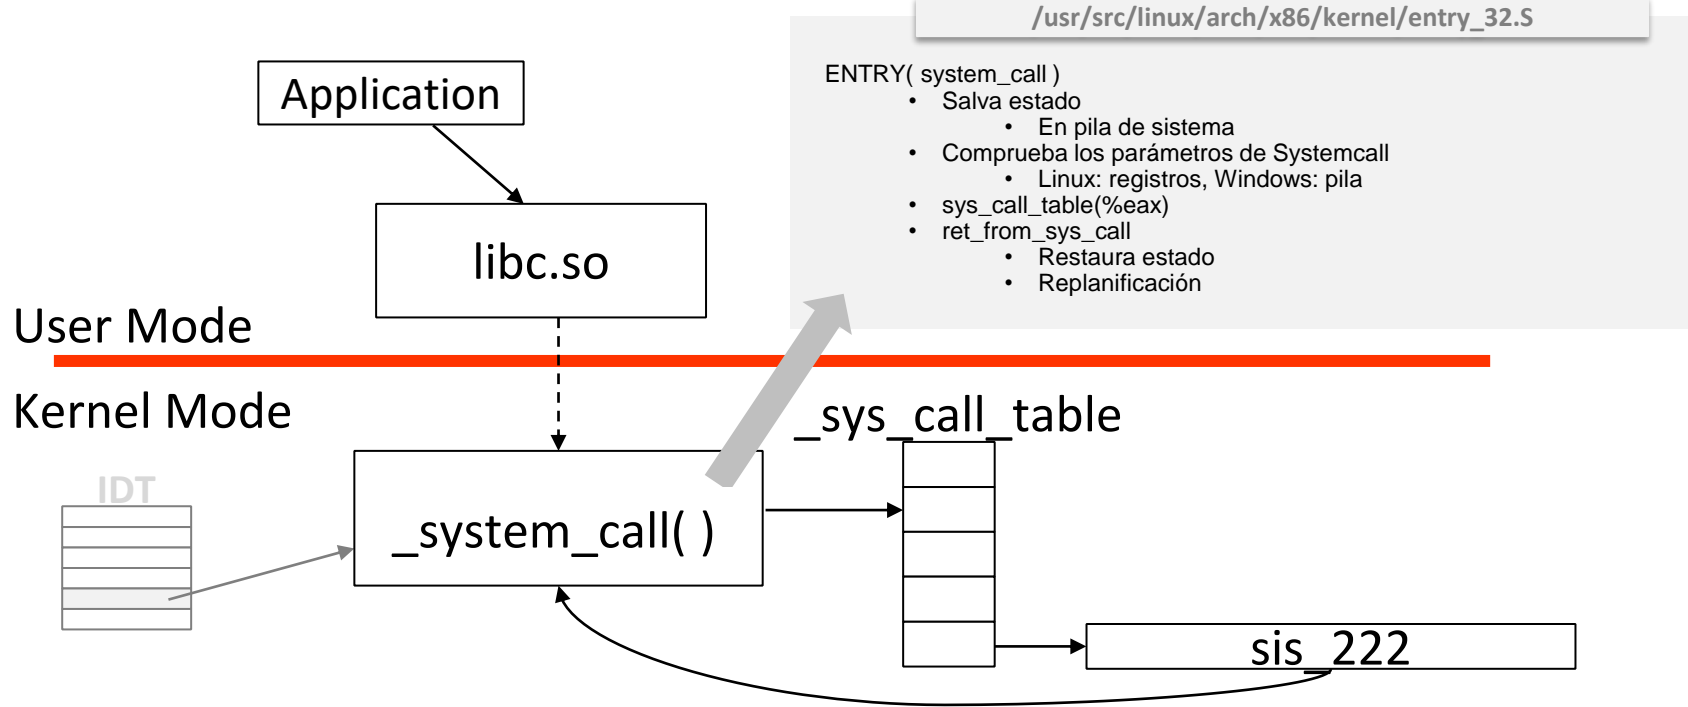 /usr/src/linux/arch/x86/kernel/entry_32.S
ENTRY( system_call )
• Salva estado
• En pila de sistema
• Comprueba los parámetros de Systemcall
• Linux: registros, Windows: pila
• sys_call_table(%eax)
• ret_from_sys_call
• Restaura estado
• Replanificación
Application
libc.so
User Mode
Kernel Mode
_sys_call_table
IDT
_system_call( )
sis_222